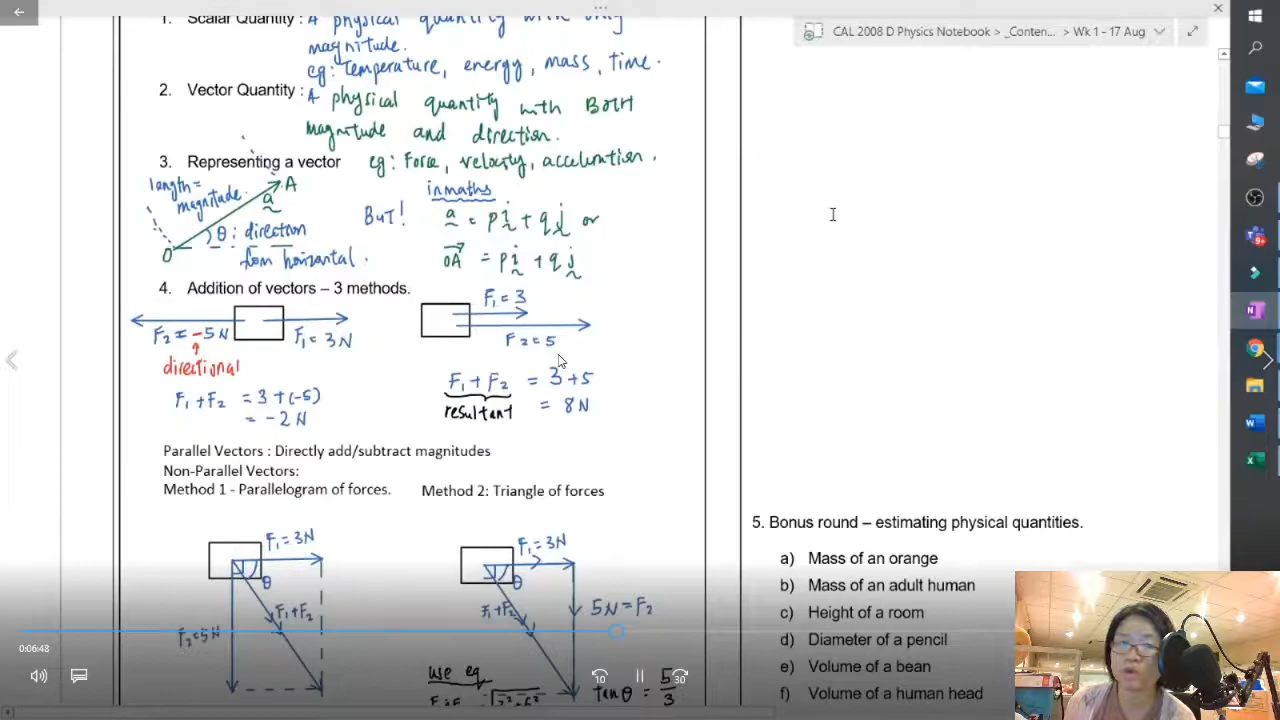 CAL 2008 D Physics Notebook > _Conten... > Wk 1 - 17 Aug
1. Scalar Quantity : A physical quantity with only
magnitude.
eg: Temperature, energy, mass, time.
2. Vector Quantity : A physical quantity with BOTH
magnitude and direction.
3. Representing a vector eg: Force, velocity, acceleration.
length =
magnitude.
A
a
θ : direction
from horizontal.
O
BUT!
in maths
a = pi + qj or
OA = pi + qj
4. Addition of vectors – 3 methods.
F₂ = -5N
F₁ = 3N
directional
F₁ + F₂ = 3 + (-5)
= -2N
F₁ = 3
F₂ = 5
F₁ + F₂ = 3 + 5
resultant = 8N
Parallel Vectors : Directly add/subtract magnitudes
Non-Parallel Vectors:
Method 1 - Parallelogram of forces.
Method 2: Triangle of forces
F₁ = 3N
θ
F₁+F₂
F₂=5N
F₁ = 3N
θ
F₁+F₂
5N = F₂
use eq
tanθ = 5/3
5. Bonus round – estimating physical quantities.
a) Mass of an orange
b) Mass of an adult human
c) Height of a room
d) Diameter of a pencil
e) Volume of a bean
f) Volume of a human head
0:06:48
10
30